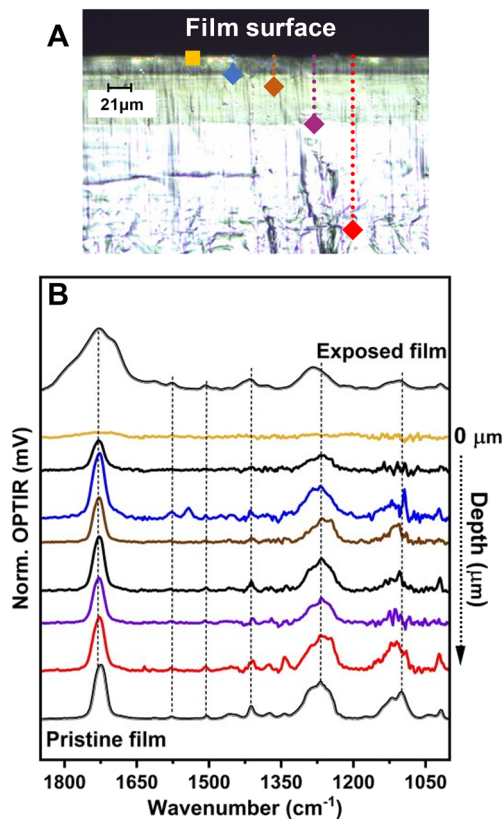 A
Film surface
21μm
B
Exposed film
0 μm
Depth (μm)
Norm. OPTIR (mV)
Pristine film
1800 1650 1500 1350 1200 1050
Wavenumber (cm⁻¹)